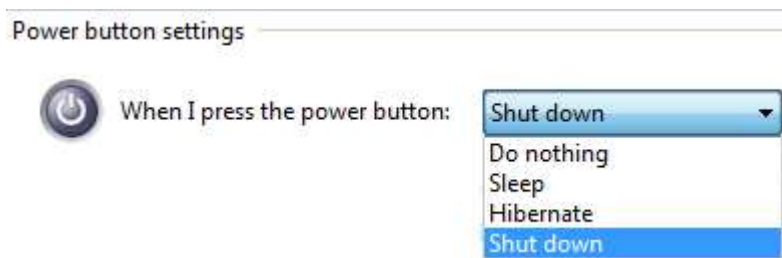 Power button settings
When I press the power button: Shut down
Do nothing
Sleep
Hibernate
Shut down